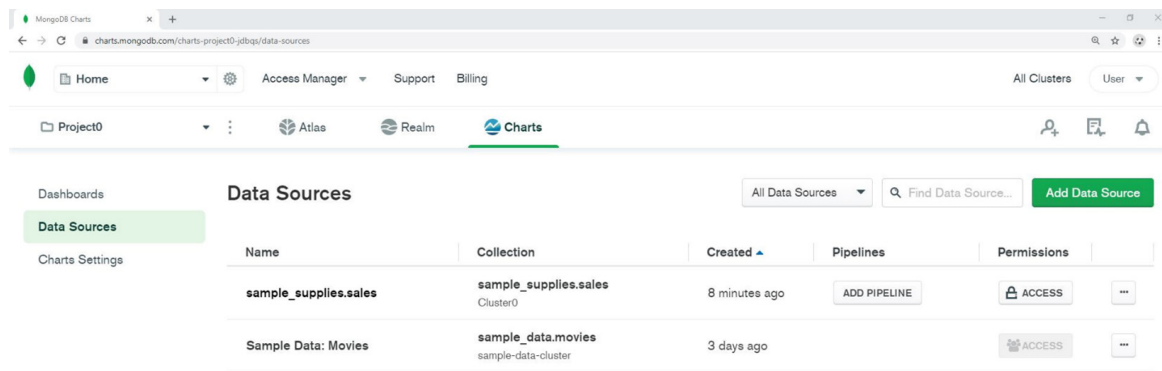 MongoDB Charts
charts.mongodb.com/charts-project0-jdbqs/data-sources
Home Access Manager Support Billing All Clusters User
Project0 Atlas Realm Charts
Dashboards
Data Sources
Charts Settings
Data Sources
All Data Sources Find Data Source... Add Data Source
Name Collection Created Pipelines Permissions
sample_supplies.sales sample_supplies.sales 8 minutes ago ADD PIPELINE ACCESS
Cluster0
Sample Data: Movies sample_data.movies 3 days ago ACCESS
sample-data-cluster